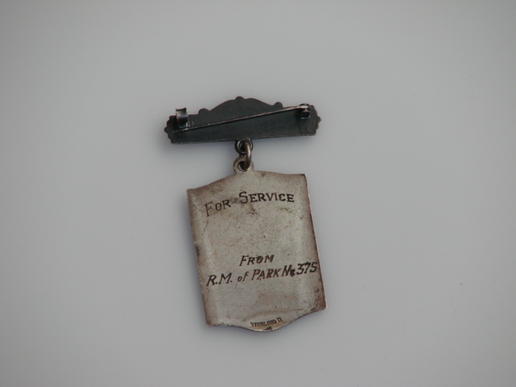 FOR SERVICE
FROM
R.M. of PARK No 375